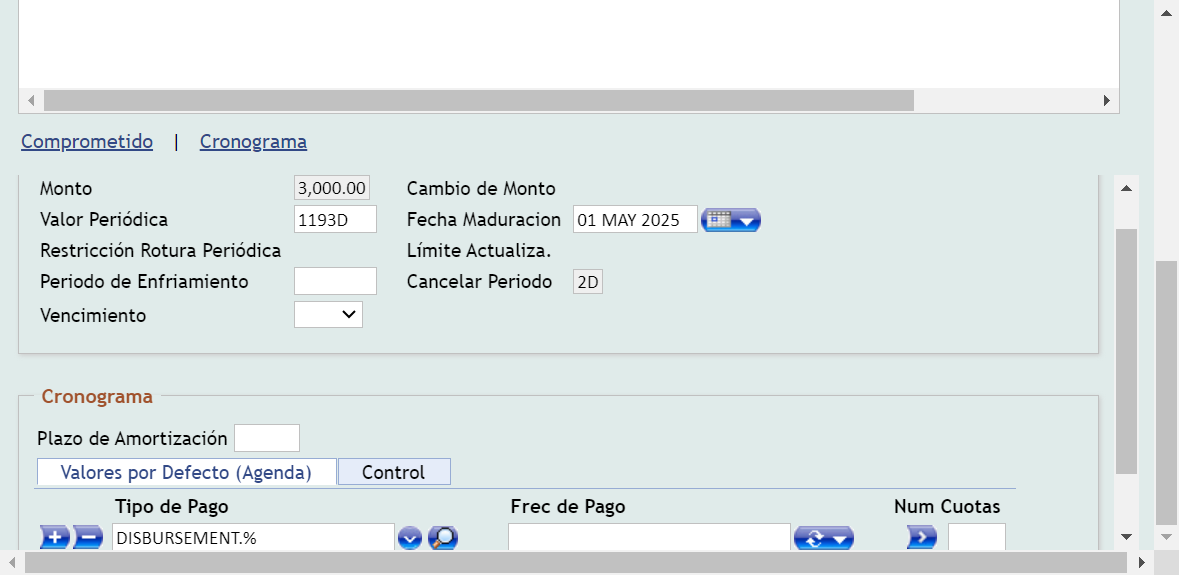 Comprometido | Cronograma
Monto 3,000.00 Cambio de Monto
Valor Periódica 1193D Fecha Maduracion 01 MAY 2025
Restricción Rotura Periódica Límite Actualiza.
Periodo de Enfriamiento Cancelar Periodo 2D
Vencimiento
Cronograma
Plazo de Amortización
Valores por Defecto (Agenda) Control
Tipo de Pago Frec de Pago Num Cuotas
DISBURSEMENT.%